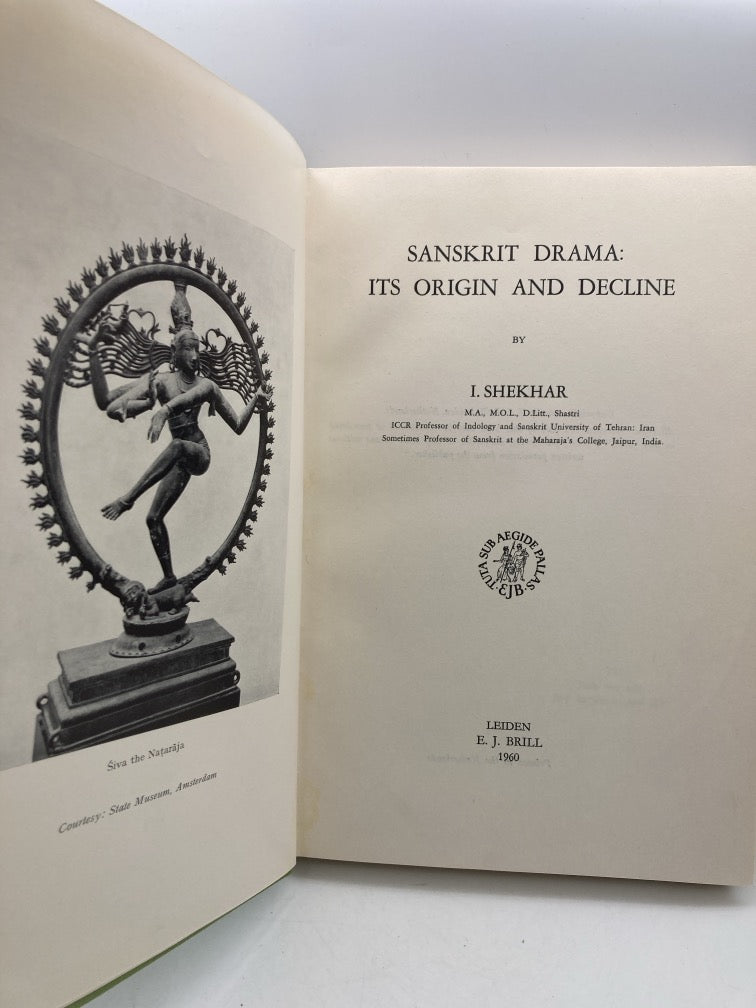 Śiva the Naṭarāja
Courtesy: State Museum, Amsterdam
SANSKRIT DRAMA:
ITS ORIGIN AND DECLINE
BY
I. SHEKHAR
M.A., M.O.L., D.Litt., Shastri
ICCR Professor of Indology and Sanskrit University of Tehran: Iran
Sometimes Professor of Sanskrit at the Maharaja's College, Jaipur, India.
TUTA SUB AEGIDE PALLAS
·EJB·
LEIDEN
E. J. BRILL
1960